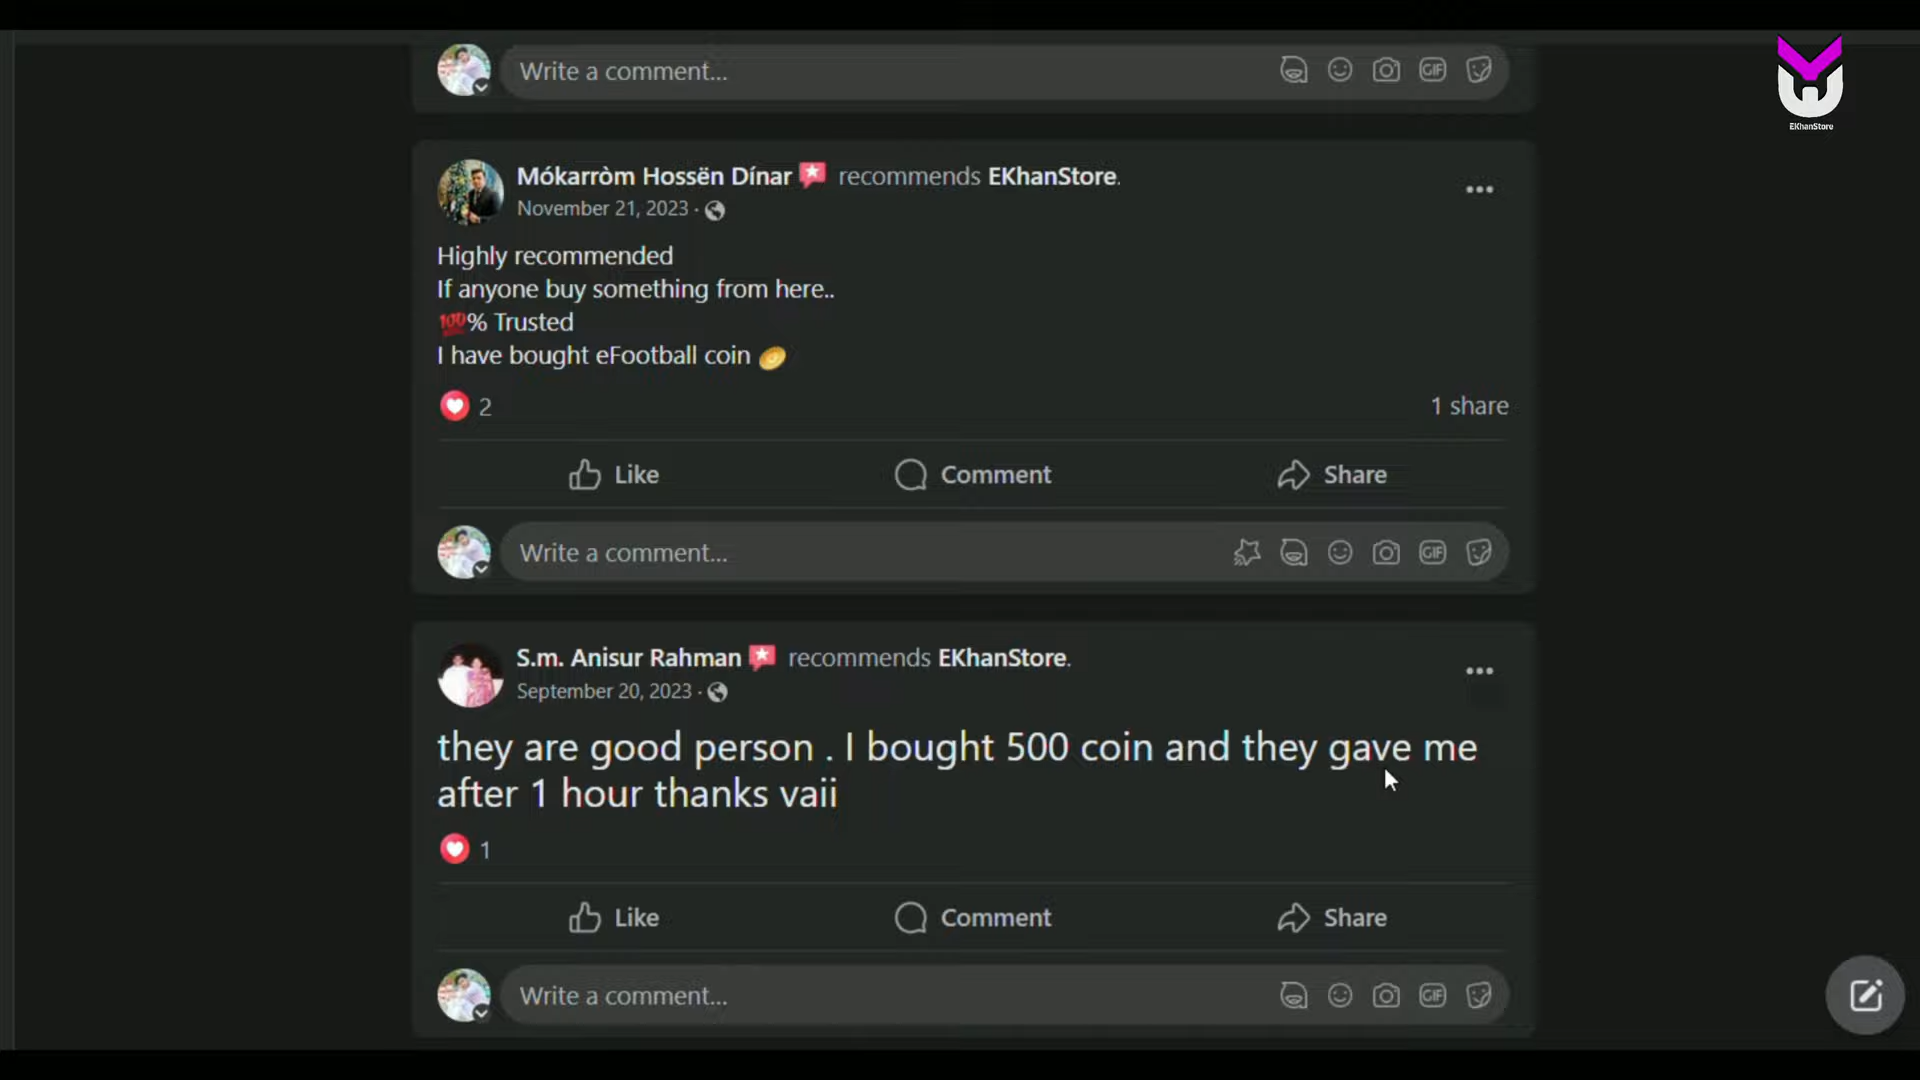 Write a comment...
GIF
EKhanStore
Mókarròm Hossën Dínar recommends EKhanStore.
November 21, 2023 ·
Highly recommended
If anyone buy something from here..
💯% Trusted
I have bought eFootball coin 🪙
2
1 share
Like
Comment
Share
Write a comment...
GIF
S.m. Anisur Rahman recommends EKhanStore.
September 20, 2023 ·
they are good person . I bought 500 coin and they gave me
after 1 hour thanks vaii
1
Like
Comment
Share
Write a comment...
GIF